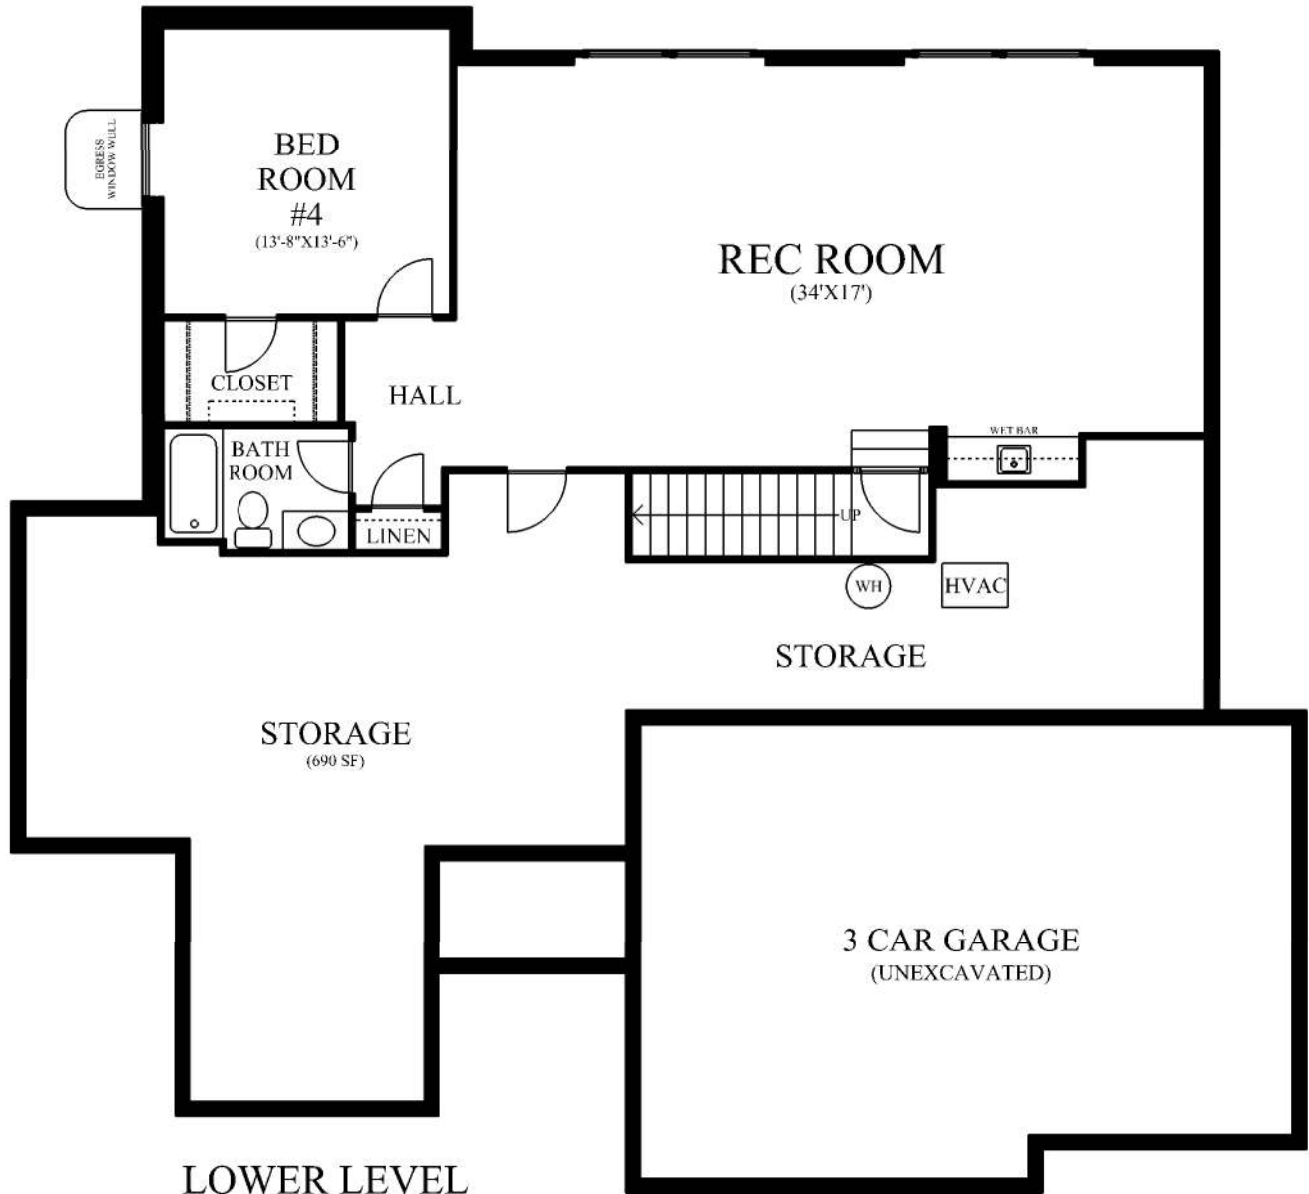 EGRESS
WINDOW WELL
BED
ROOM
#4
(13'-8"X13'-6")
REC ROOM
(34'X17')
CLOSET
HALL
BATH
ROOM
WET BAR
LINEN
UP
WH
HVAC
STORAGE
STORAGE
(690 SF)
3 CAR GARAGE
(UNEXCAVATED)
LOWER LEVEL